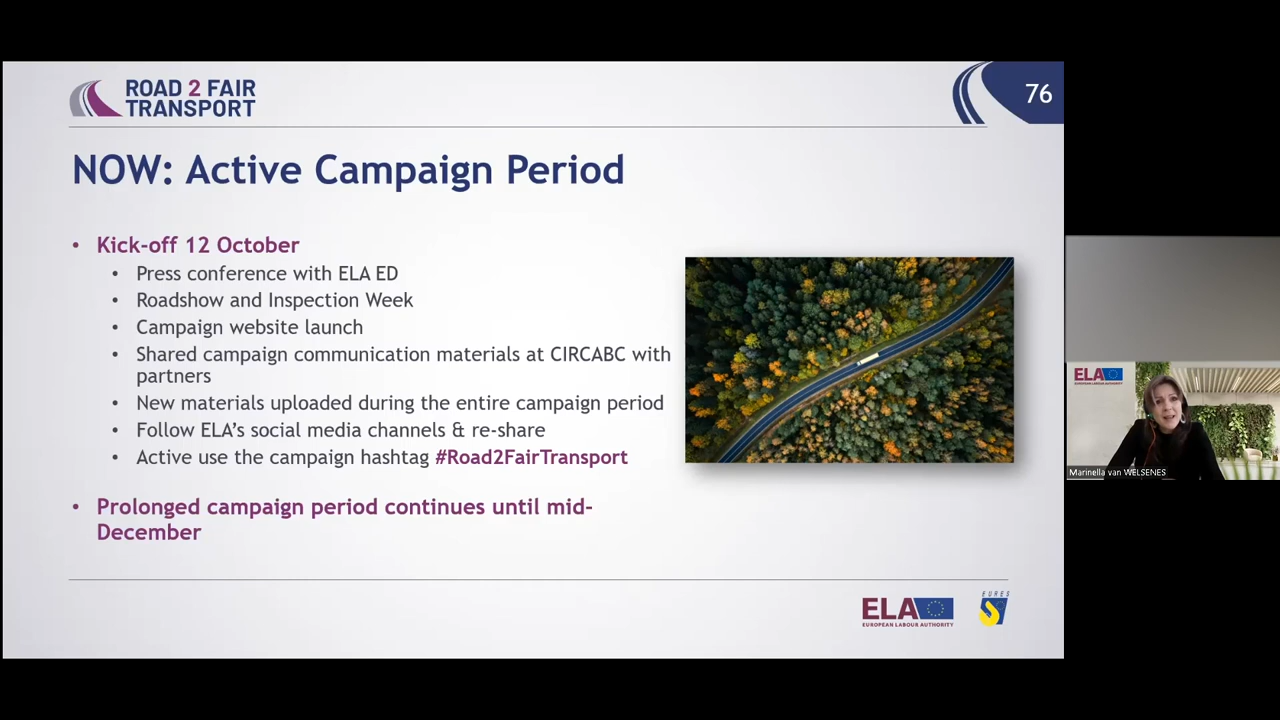 ROAD 2 FAIR
TRANSPORT
76
NOW: Active Campaign Period
• Kick-off 12 October
• Press conference with ELA ED
• Roadshow and Inspection Week
• Campaign website launch
• Shared campaign communication materials at CIRCABC with
partners
• New materials uploaded during the entire campaign period
• Follow ELA's social media channels & re-share
• Active use the campaign hashtag #Road2FairTransport
• Prolonged campaign period continues until mid-
December
ELA
EUROPEAN LABOUR AUTHORITY
EURES
ELA
EUROPEAN LABOUR AUTHORITY
Marinella van WELSENES